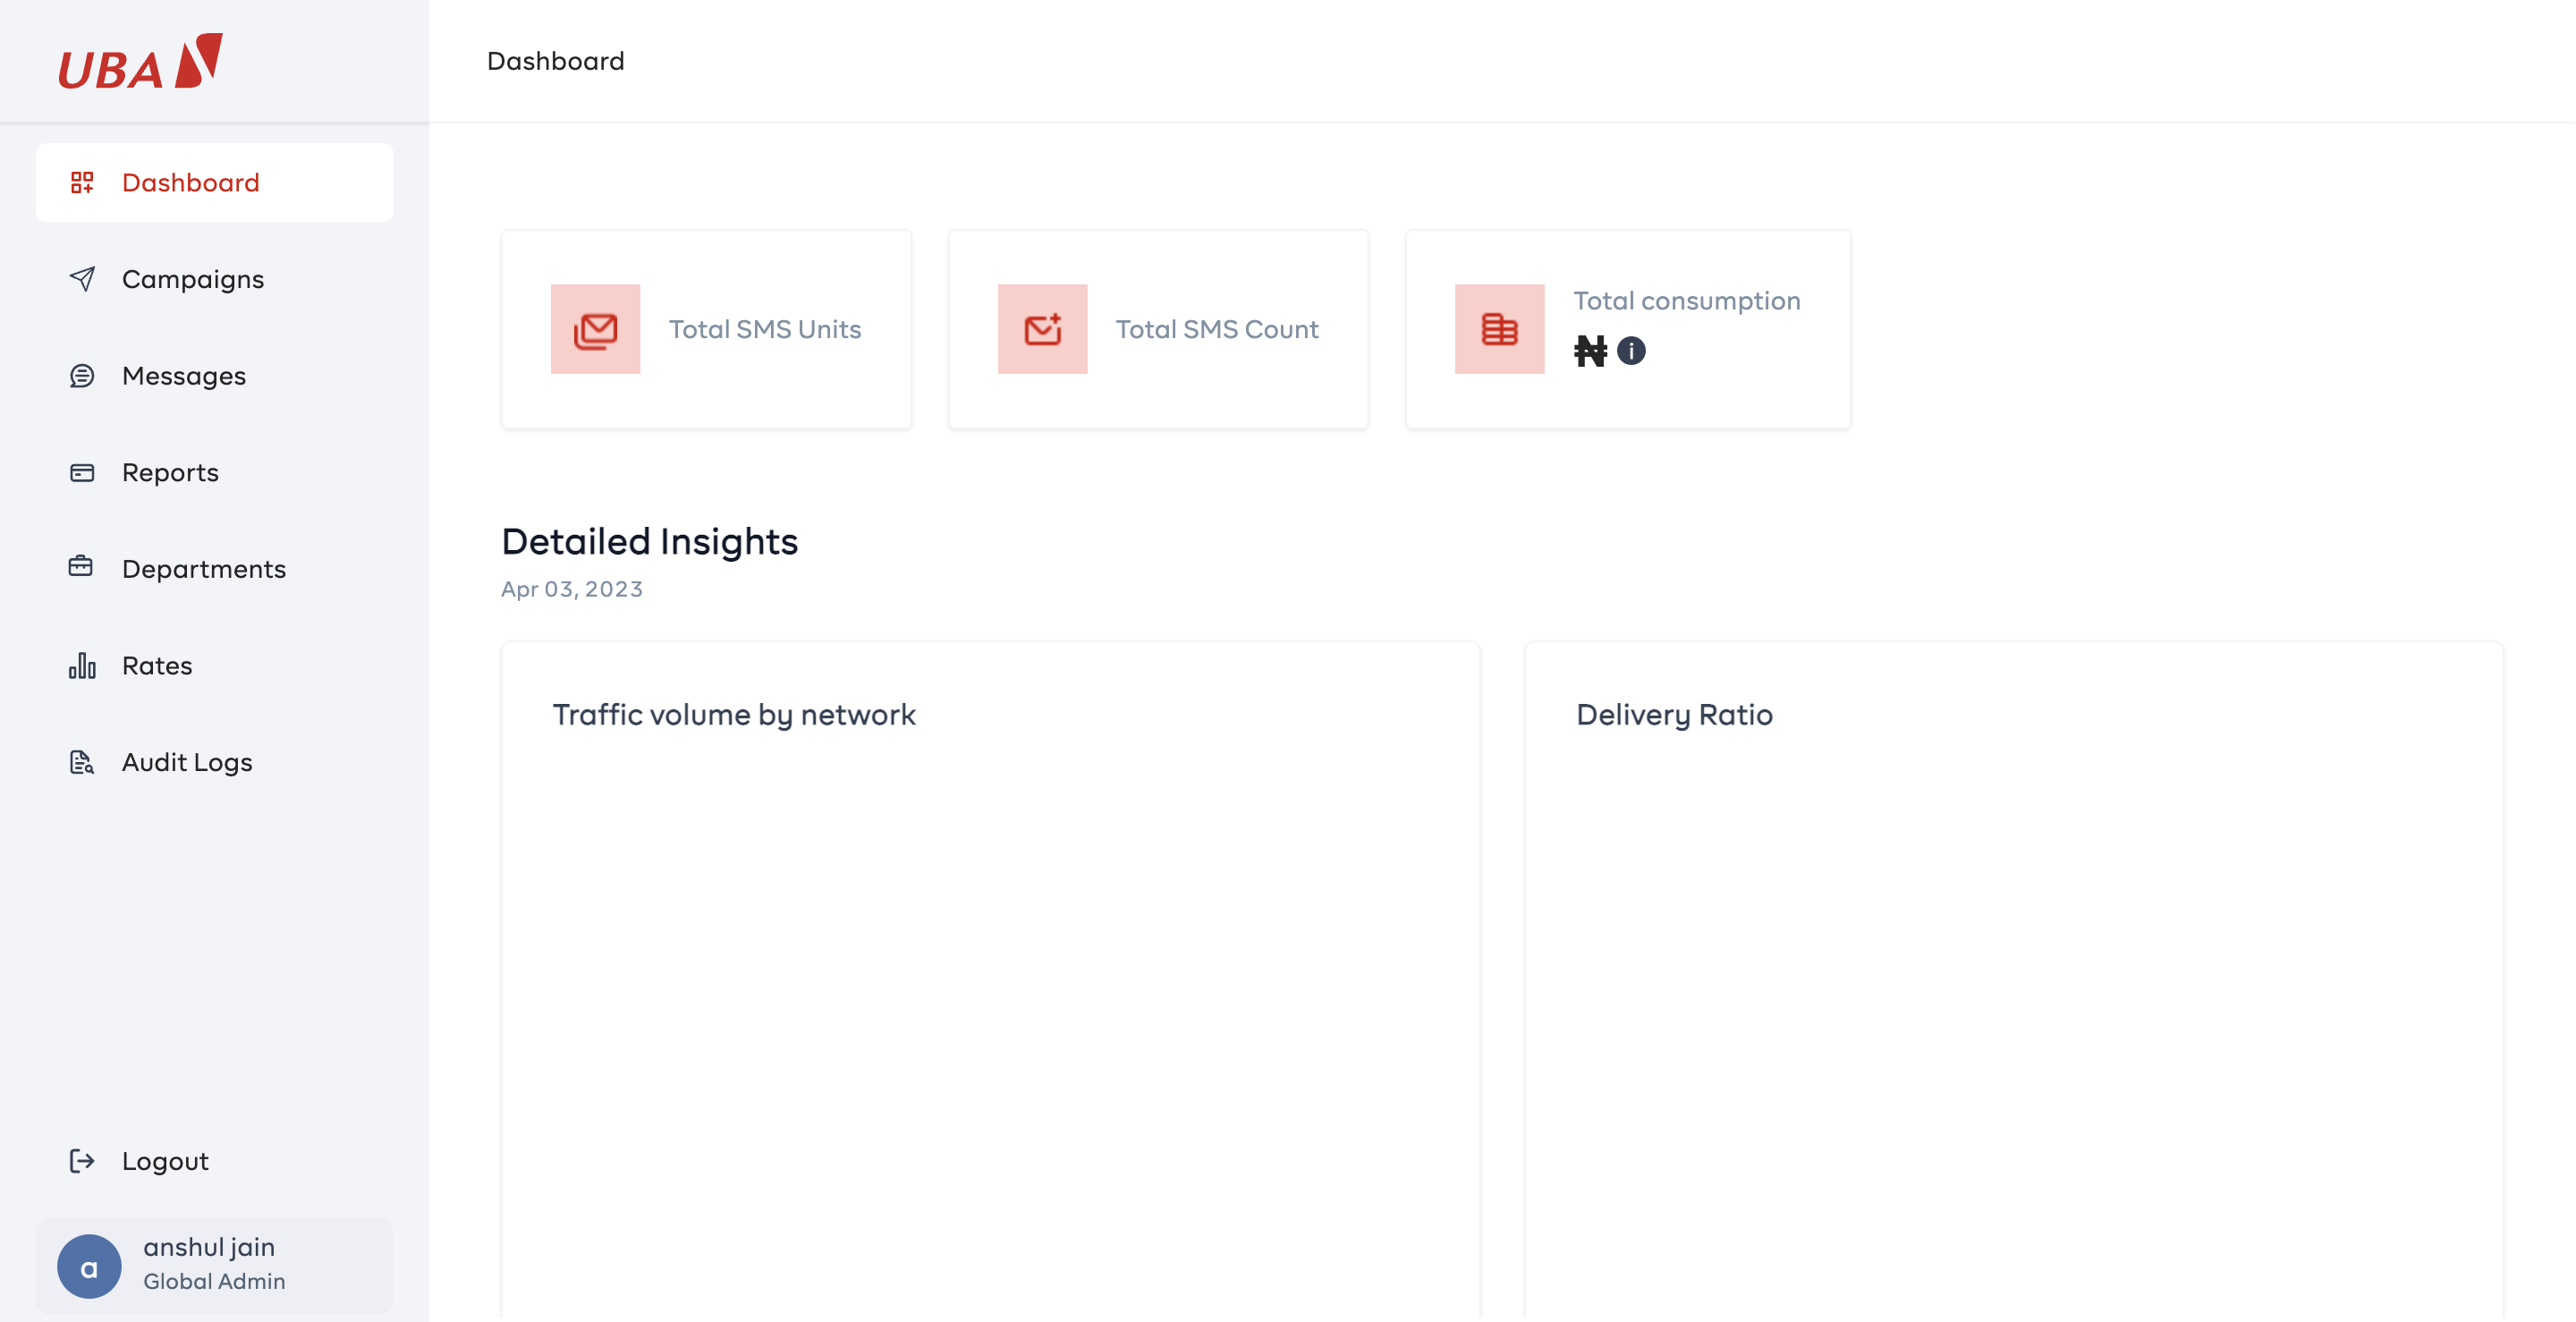 UBA
Dashboard
Campaigns
Messages
Reports
Departments
Rates
Audit Logs
Logout
a
anshul jain
Global Admin
Dashboard
Total SMS Units
Total SMS Count
Total consumption
₦ i
Detailed Insights
Apr 03, 2023
Traffic volume by network
Delivery Ratio